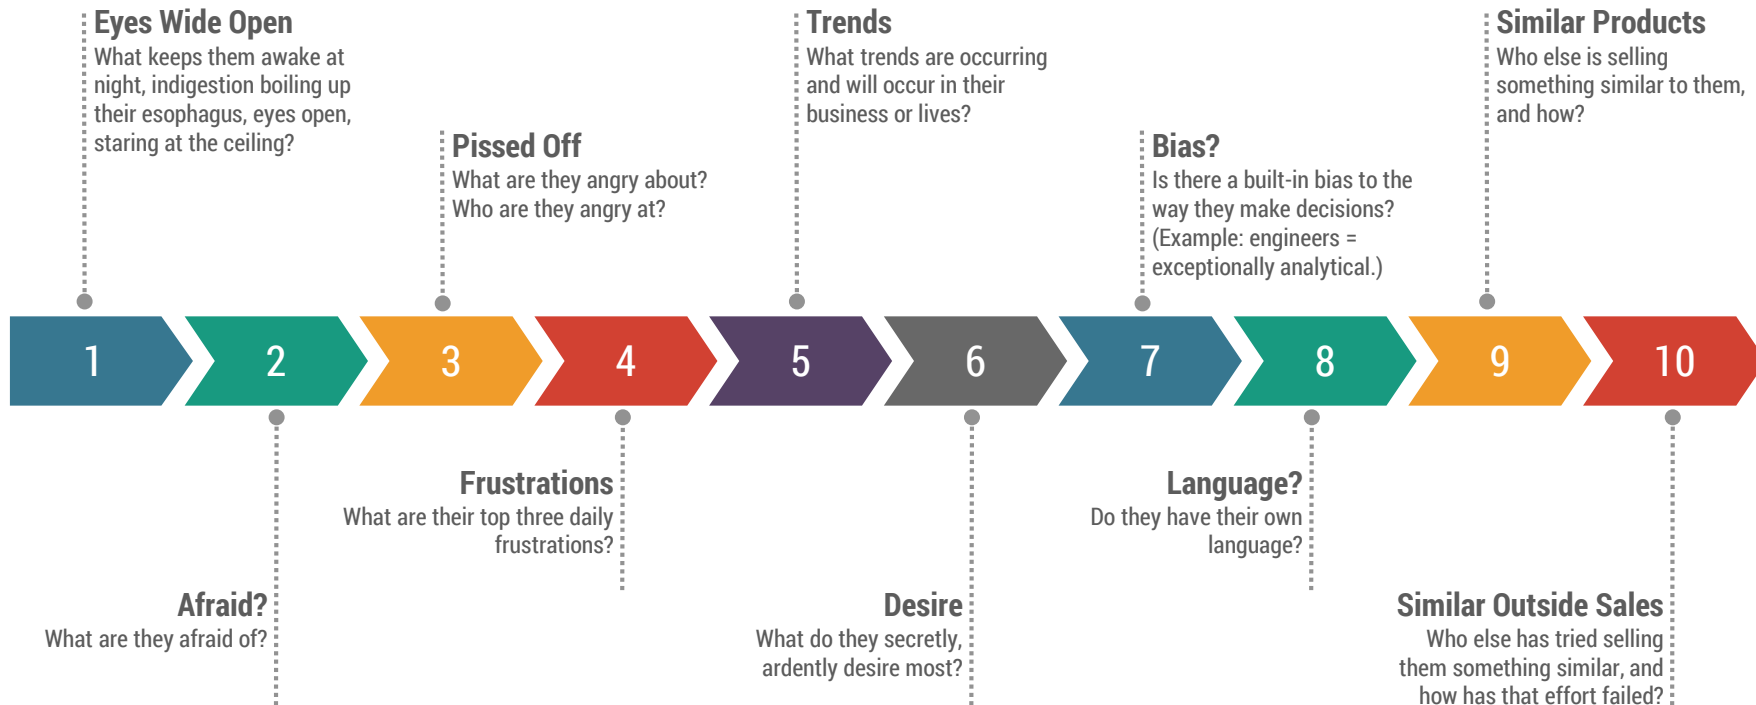 Eyes Wide Open
What keeps them awake at
night, indigestion boiling up
their esophagus, eyes open,
staring at the ceiling?
Pissed Off
What are they angry about?
Who are they angry at?
Trends
What trends are occurring
and will occur in their
business or lives?
Bias?
Is there a built-in bias to the
way they make decisions?
(Example: engineers =
exceptionally analytical.)
Similar Products
Who else is selling
something similar to them,
and how?
1
2
3
4
5
6
7
8
9
10
Afraid?
What are they afraid of?
Frustrations
What are their top three daily
frustrations?
Desire
What do they secretly,
ardently desire most?
Language?
Do they have their own
language?
Similar Outside Sales
Who else has tried selling
them something similar, and
how has that effort failed?